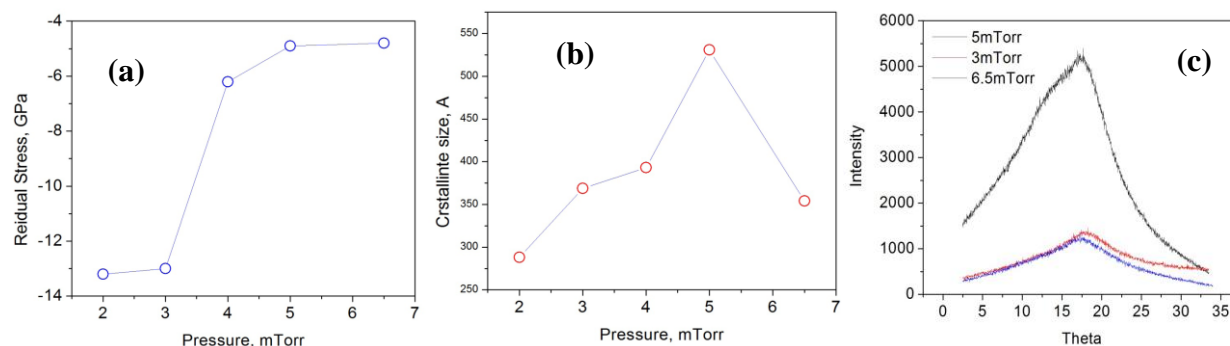 (a)
Reidual Stress, GPa
-4
-6
-8
-10
-12
-14
2 3 4 5 6 7
Pressure, mTorr
(b)
Crstallinte size, A
550
500
450
400
350
300
250
2 3 4 5 6 7
Pressure, mTorr
5mTorr
3mTorr
6.5mTorr
(c)
Intensity
6000
5000
4000
3000
2000
1000
0
0 5 10 15 20 25 30 35
Theta